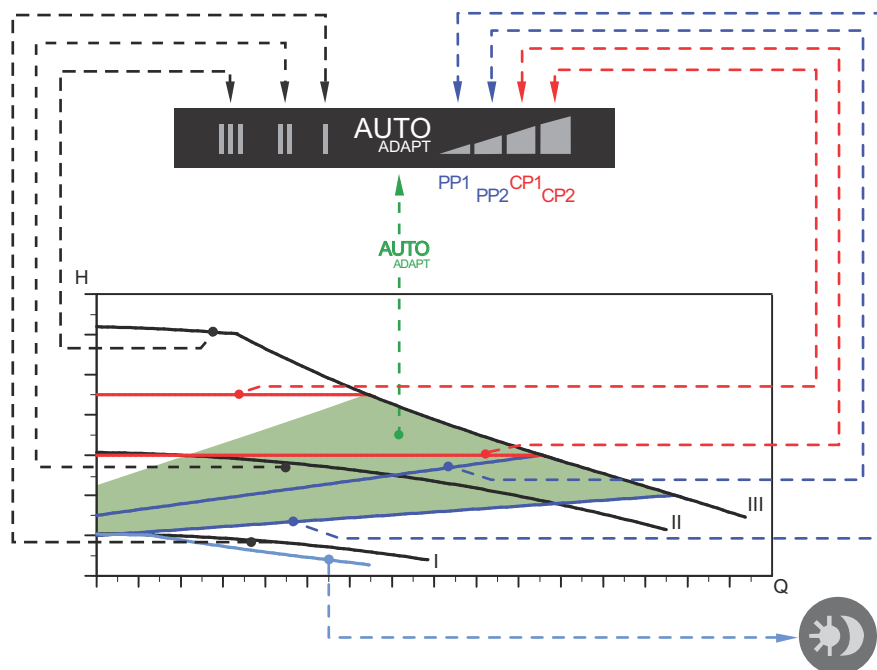 III II I AUTO
ADAPT
PP1 CP1
PP2 CP2
AUTO
ADAPT
H
III
II
I
Q